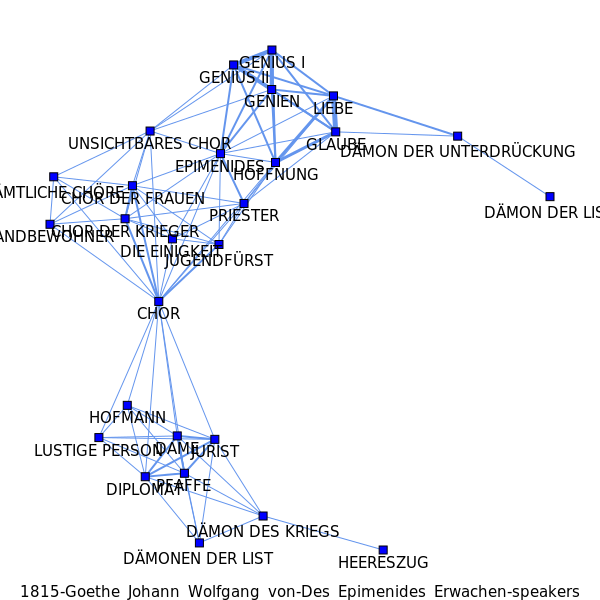 GENIUS I
GENIUS II
GENIEN
LIEBE
UNSICHTBARES CHOR
GLAUBE
DÄMON DER UNTERDRÜCKUNG
EPIMENIDES
HOFFNUNG
ÄMTLICHE CHÖRE
CHOR DER FRAUEN
DÄMON DER LIS
PRIESTER
ANDBEWOHNER
CHOR DER KRIEGER
DIE EINIGKEIT
JUGENDFÜRST
CHOR
HOFMANN
LUSTIGE PERSON
DAME
JURIST
DIPLOMAT
PFAFFE
DÄMON DES KRIEGS
DÄMONEN DER LIST
HEERESZUG
1815-Goethe Johann Wolfgang von-Des Epimenides Erwachen-speakers